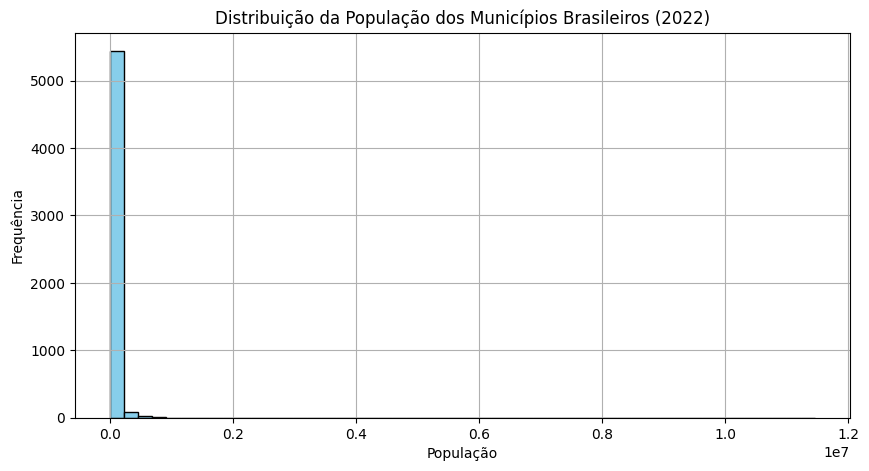 Distribuição da População dos Municípios Brasileiros (2022)
Frequência
5000
4000
3000
2000
1000
0
0.0 0.2 0.4 0.6 0.8 1.0 1.2
1e7
População